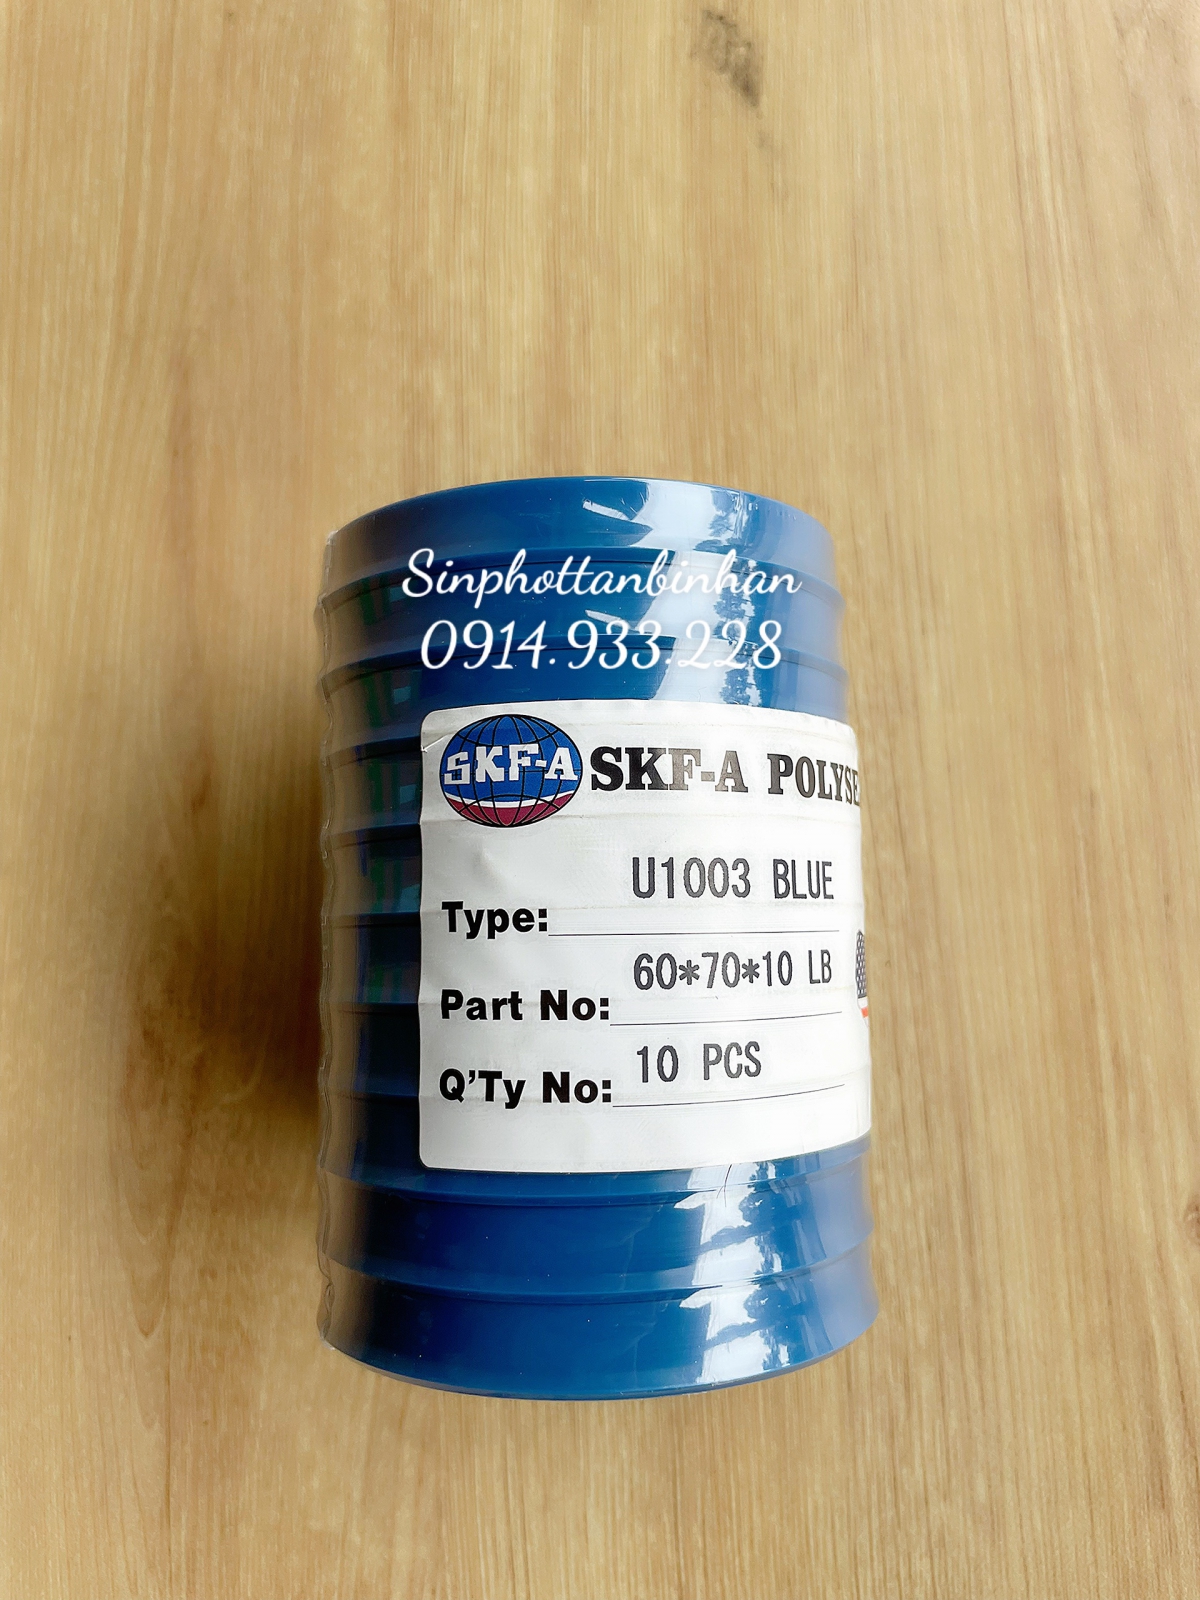 Sinphottanbinhan
0914.933.228
SKF-A SKF-A
Type: U1003 BLUE
Part No: 60*70*10 LB
Q'Ty No: 10 PCS